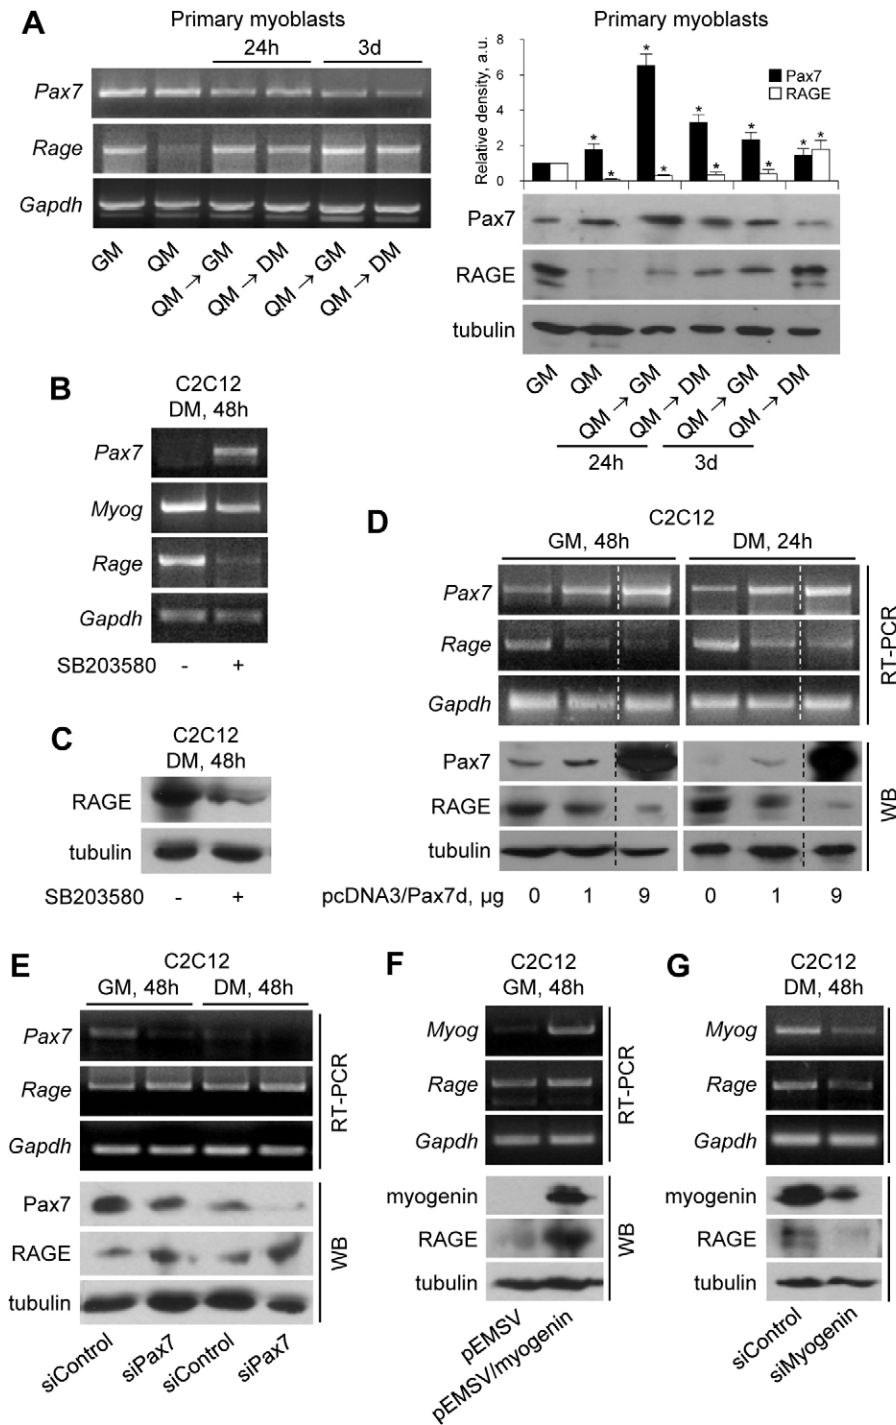 A
Primary myoblasts
24h 3d
Pax7
Rage
Gapdh
GM QM QM → GM QM → DM QM → GM QM → DM
Primary myoblasts
Relative density, a.u.
8
6
4
2
0
* * * * * * * * * *
Pax7
RAGE
Pax7
RAGE
tubulin
GM QM QM → GM QM → DM QM → GM QM → DM
24h 3d
B
C2C12
DM, 48h
Pax7
Myog
Rage
Gapdh
SB203580 - +
C
C2C12
DM, 48h
RAGE
tubulin
SB203580 - +
D
C2C12
GM, 48h DM, 24h
Pax7
Rage
Gapdh
RT-PCR
Pax7
RAGE
tubulin
WB
pcDNA3/Pax7d, µg 0 1 9 0 1 9
E
C2C12
GM, 48h DM, 48h
Pax7
Rage
Gapdh
RT-PCR
Pax7
RAGE
tubulin
WB
siControl siPax7 siControl siPax7
F
C2C12
GM, 48h
Myog
Rage
Gapdh
RT-PCR
myogenin
RAGE
tubulin
WB
pEMSV pEMSV/myogenin
G
C2C12
DM, 48h
Myog
Rage
Gapdh
myogenin
RAGE
tubulin
siControl siMyogenin